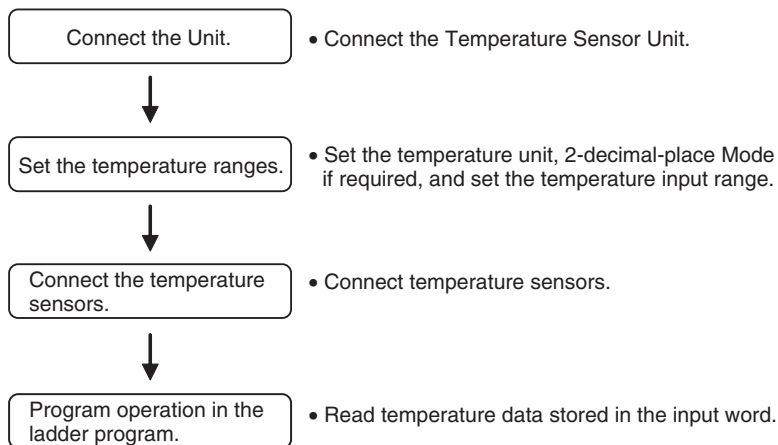 Connect the Unit.
• Connect the Temperature Sensor Unit.
Set the temperature ranges.
• Set the temperature unit, 2-decimal-place Mode
if required, and set the temperature input range.
Connect the temperature
sensors.
• Connect temperature sensors.
Program operation in the
ladder program.
• Read temperature data stored in the input word.